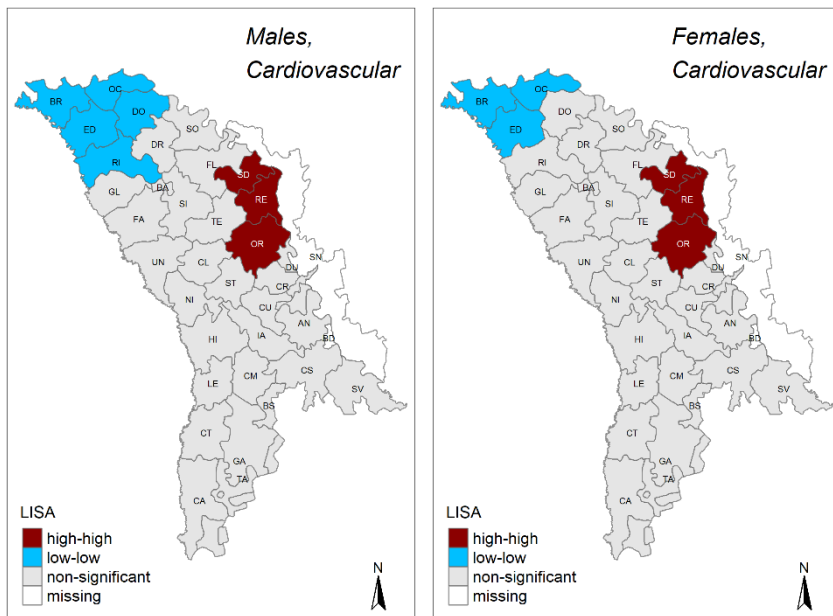 Males,
Cardiovascular
OC
BR
DO
ED
SO
DR
RI
FL
SD
BA
GL
RE
SI
FA
TE
OR
UN
CL
SN
DU
ST
CR
NI
CU
AN
HI
IA
BD
LE
CM
CS
SV
BS
CT
GA
TA
CA
LISA
high-high
low-low
non-significant
missing
N
Females,
Cardiovascular
OC
BR
DO
ED
SO
DR
RI
FL
SD
BA
GL
RE
SI
FA
TE
OR
UN
CL
SN
DU
ST
CR
NI
CU
AN
HI
IA
BD
LE
CM
CS
SV
BS
CT
GA
TA
CA
LISA
high-high
low-low
non-significant
missing
N